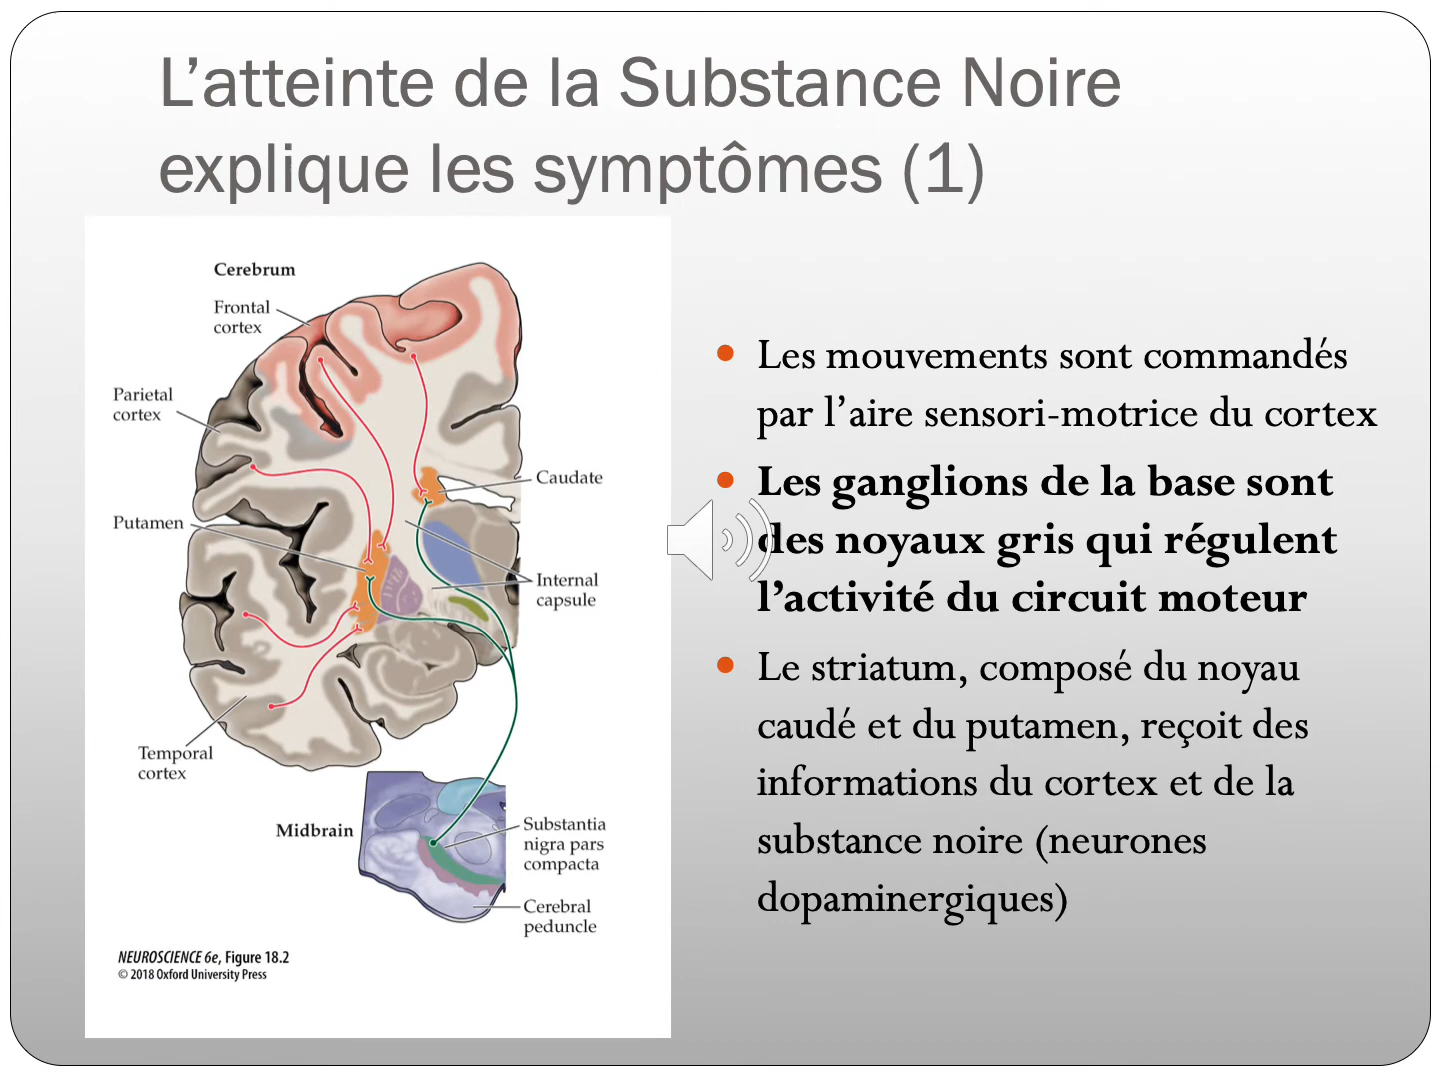 L’atteinte de la Substance Noire
explique les symptômes (1)
Cerebrum
Frontal
cortex
Parietal
cortex
Caudate
Putamen
Internal
capsule
Temporal
cortex
Midbrain
Substantia
nigra pars
compacta
Cerebral
peduncle
NEUROSCIENCE 6e, Figure 18.2
© 2018 Oxford University Press
Les mouvements sont commandés
par l’aire sensori-motrice du cortex
Les ganglions de la base sont
des noyaux gris qui régulent
l’activité du circuit moteur
Le striatum, composé du noyau
caudé et du putamen, reçoit des
informations du cortex et de la
substance noire (neurones
dopaminergiques)